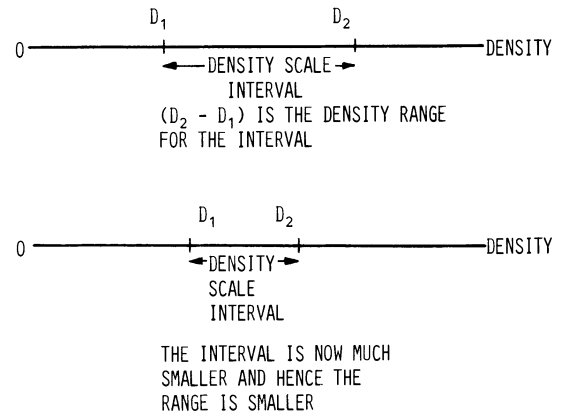 D1 D2
0 DENSITY
DENSITY SCALE
INTERVAL
(D2 - D1) IS THE DENSITY RANGE
FOR THE INTERVAL
D1 D2
0 DENSITY
DENSITY
SCALE
INTERVAL
THE INTERVAL IS NOW MUCH
SMALLER AND HENCE THE
RANGE IS SMALLER